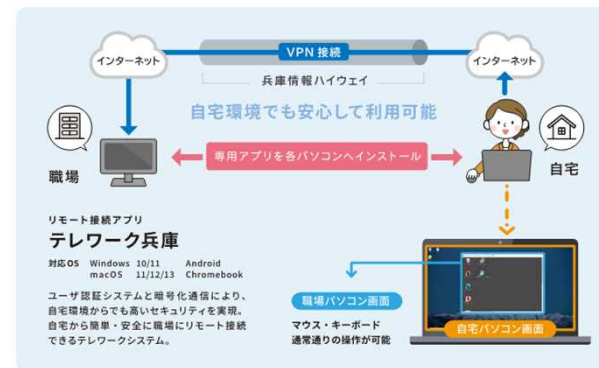 インターネット
VPN 接続
インターネット
兵庫情報ハイウェイ
自宅環境でも安心して利用可能
専用アプリを各パソコンへインストール
職場
自宅
リモート接続アプリ
テレワーク兵庫
対応OS Windows 10/11 Android
macOS 11/12/13 Chromebook
ユーザ認証システムと暗号化通信により、
自宅環境からでも高いセキュリティを実現。
自宅から簡単・安全に職場にリモート接続
できるテレワークシステム。
職場パソコン画面
マウス・キーボード
通常通りの操作が可能
自宅パソコン画面